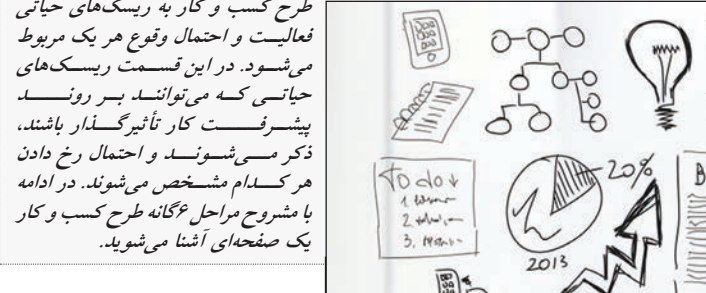 طرح کسب و کار به ریسک‌های حیاتی
فعالیت و احتمال وقوع هر یک مربوط
می‌شود. در این قسمت ریسک‌های
حیاتی که می‌توانند بر روند
پیشرفت کار تأثیرگذار باشند،
ذکر می‌شوند و احتمال رخ دادن
هر کدام مشخص می‌شوند. در ادامه
با مشروح مراحل ۶گانه طرح کسب و کار
یک صفحه‌ای آشنا می‌شوید.
To do
1.
2.
3.
20%
2013
B